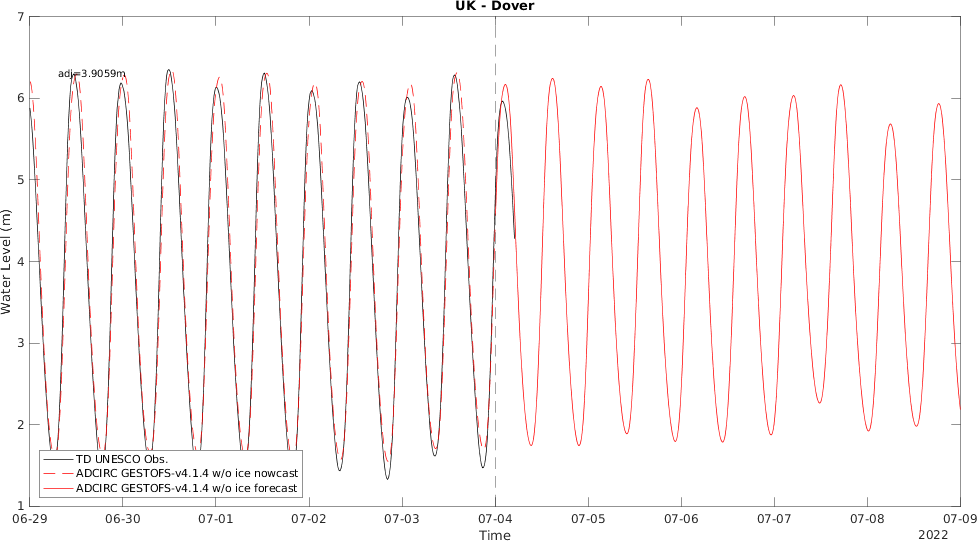 UK - Dover
7
adj=3.9059m
6
5
4
3
2
1
Water Level (m)
TD UNESCO Obs.
ADCIRC GESTOFS-v4.1.4 w/o ice nowcast
ADCIRC GESTOFS-v4.1.4 w/o ice forecast
06-29 06-30 07-01 07-02 07-03 07-04 07-05 07-06 07-07 07-08 07-09
Time
2022